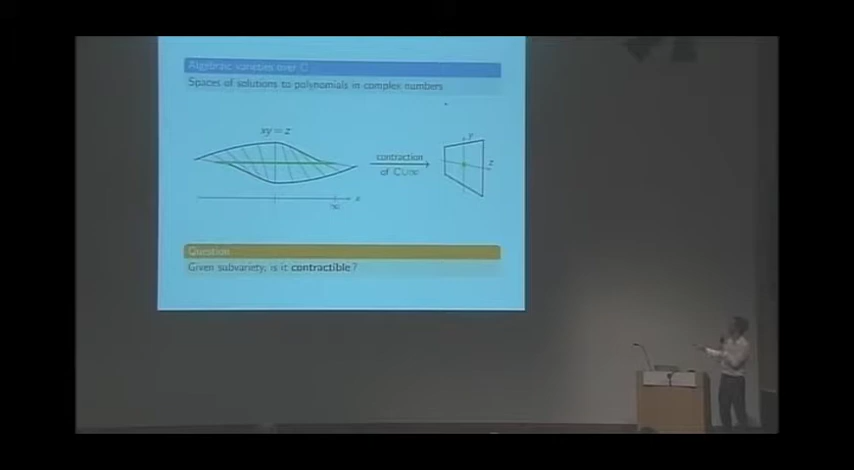 Algebraic varieties over ℂ
Spaces of solutions to polynomials in complex numbers
xy = z
y
contraction
z
of ℂ∪∞
x
∞
Question
Given subvariety, is it contractible?